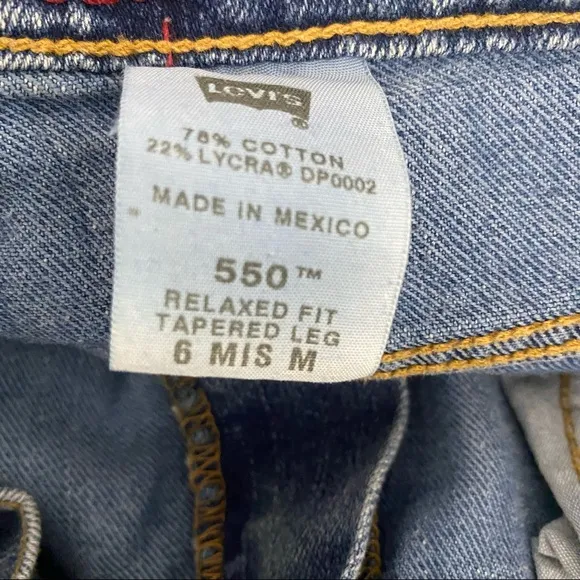 LEVI'S ®
78% COTTON
22% LYCRA® DP0002
MADE IN MEXICO
550™
RELAXED FIT
TAPERED LEG
6 MIS M